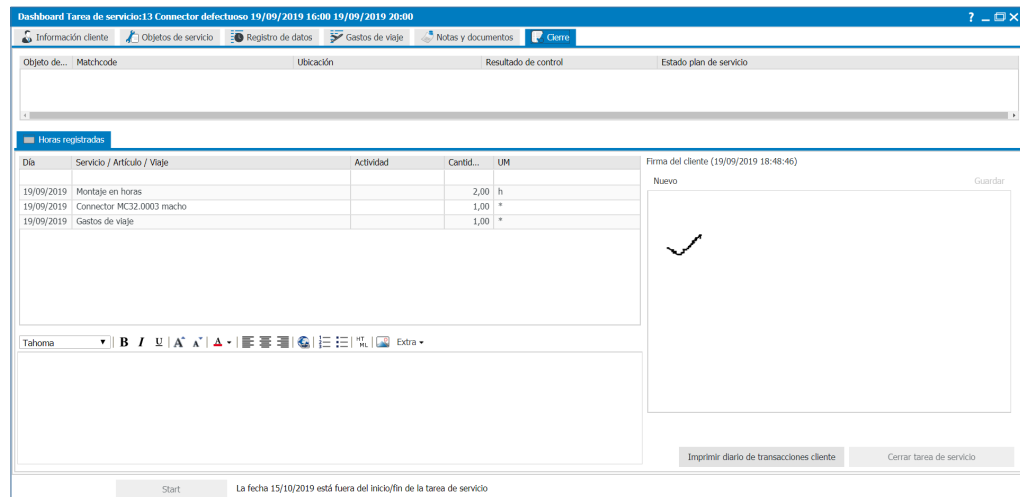 Dashboard Tarea de servicio:13 Connector defectuoso 19/09/2019 16:00 19/09/2019 20:00 ?
Información cliente Objetos de servicio Registro de datos Gastos de viaje Notas y documentos Cierre
Objeto de... Matchcode Ubicación Resultado de control Estado plan de servicio
Horas registradas
Día Servicio / Artículo / Viaje Actividad Cantid... UM
Firma del cliente (19/09/2019 18:48:46)
Nuevo Guardar
19/09/2019 Montaje en horas 2,00 h
19/09/2019 Connector MC32.0003 macho 1,00 *
19/09/2019 Gastos de viaje 1,00 *
Tahoma B I U A A A HT ML Extra
Imprimir diario de transacciones cliente Cerrar tarea de servicio
Start La fecha 15/10/2019 está fuera del inicio/fin de la tarea de servicio